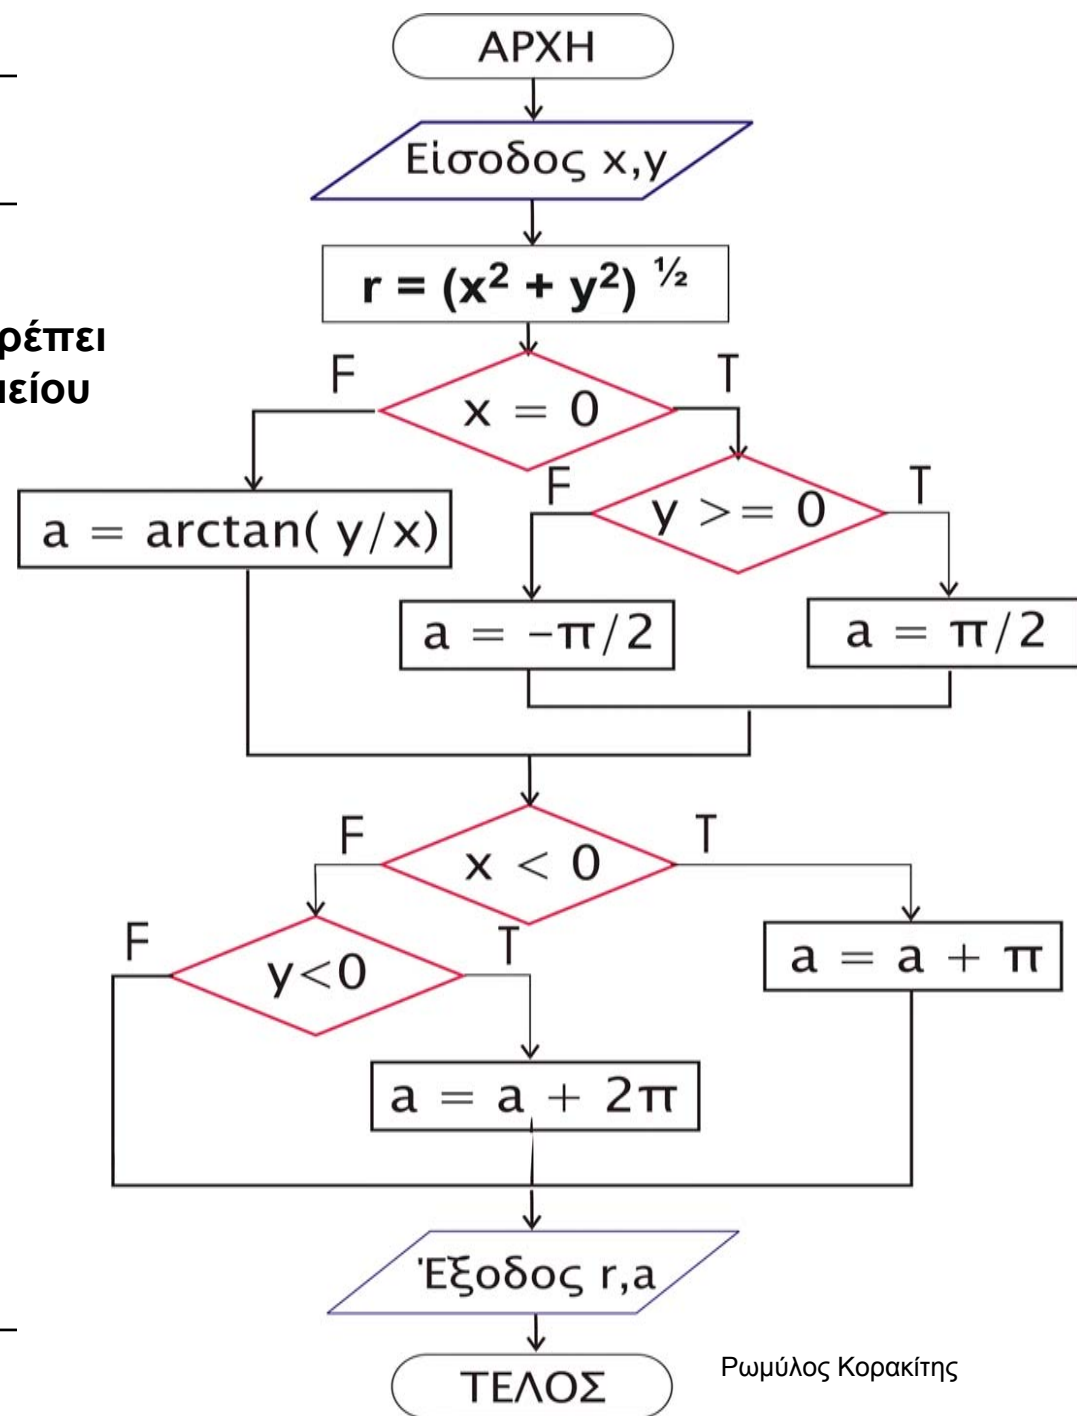 ΑΡΧΗ
Είσοδος x,y
r = (x² + y²) ½
F
T
x = 0
F
T
y >= 0
a = arctan( y/x)
a = -π/2
a = π/2
F
T
x < 0
F
T
y<0
a = a + π
a = a + 2π
Έξοδος r,a
ΤΕΛΟΣ
Ρωμύλος Κορακίτης